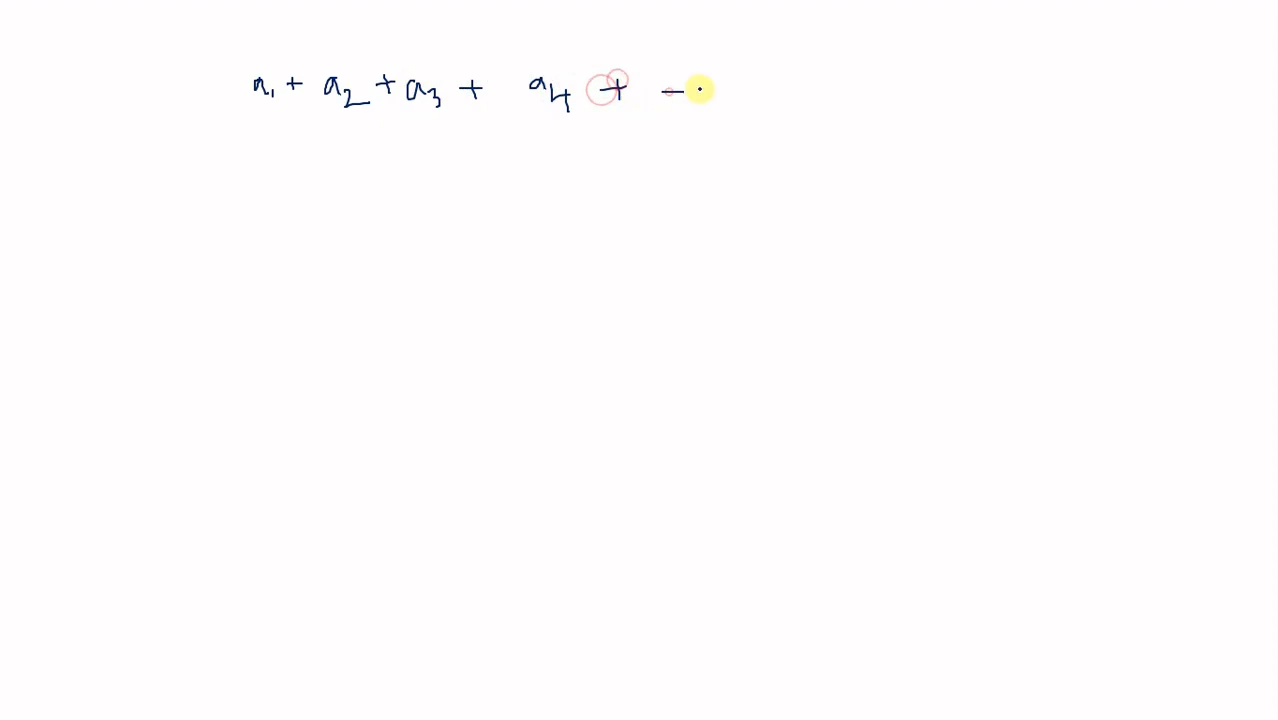 a₁ + a₂ + a₃ + a₄ + -